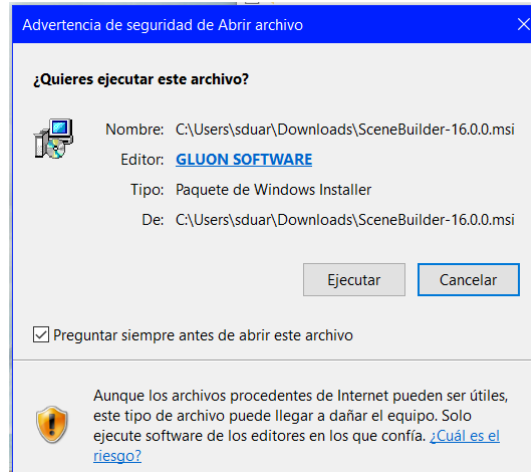 Advertencia de seguridad de Abrir archivo
¿Quieres ejecutar este archivo?
Nombre: C:\Users\sduar\Downloads\SceneBuilder-16.0.0.msi
Editor: GLUON SOFTWARE
Tipo: Paquete de Windows Installer
De: C:\Users\sduar\Downloads\SceneBuilder-16.0.0.msi
Ejecutar Cancelar
Preguntar siempre antes de abrir este archivo
Aunque los archivos procedentes de Internet pueden ser útiles,
este tipo de archivo puede llegar a dañar el equipo. Solo
ejecute software de los editores en los que confía. ¿Cuál es el
riesgo?